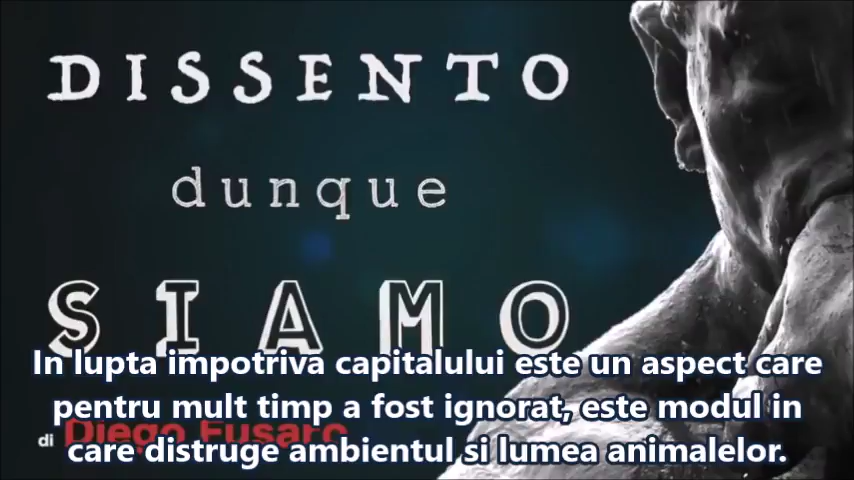 DISSENTO
dunque
SIAMO
In lupta impotriva capitalului este un aspect care
pentru mult timp a fost ignorat, este modul in
di Diego Fusaro
care distruge ambientul si lumea animalelor.